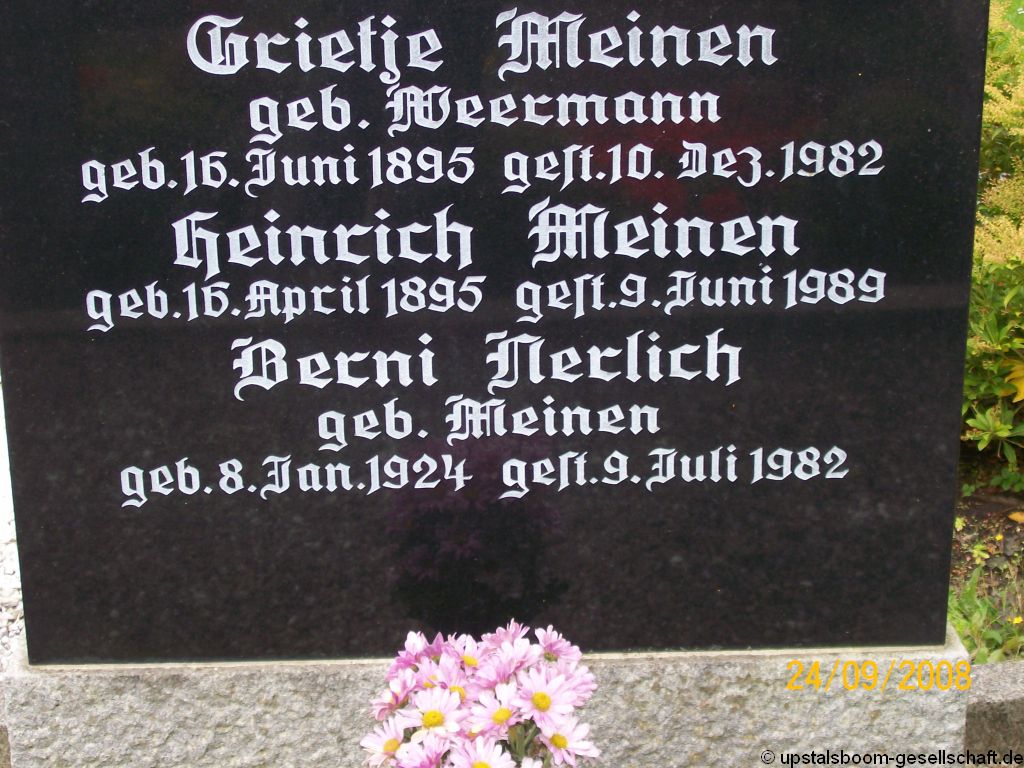 Grietje Meinen
geb. Weermann
geb. 16. Juni 1895 gest. 10. Dez. 1982
Heinrich Meinen
geb. 16. April 1895 gest. 9. Juni 1989
Berni Nerlich
geb. Meinen
geb. 8. Jan. 1924 gest. 9. Juli 1982
24/09/2008
© upstalsboom-gesellschaft.de